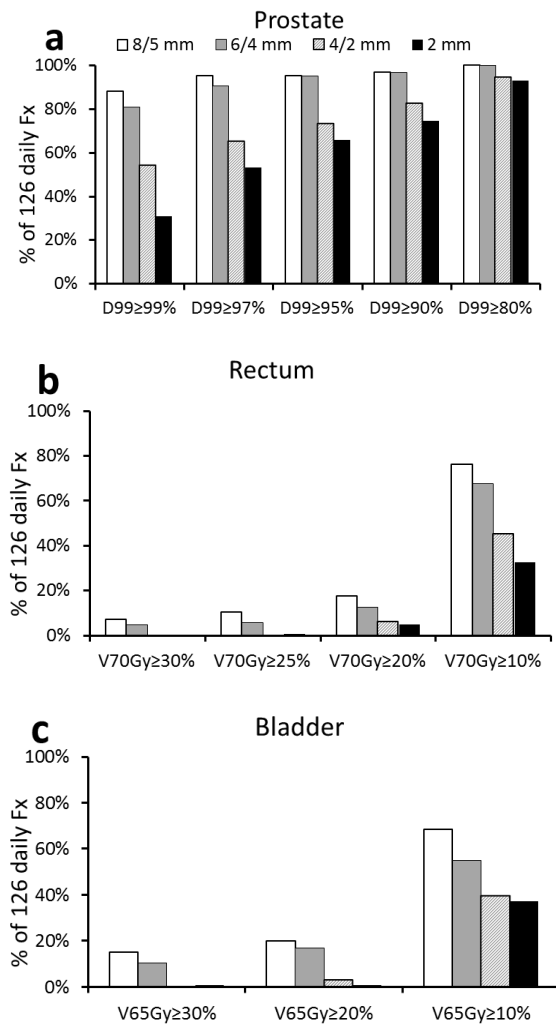 a
Prostate
8/5 mm 6/4 mm 4/2 mm 2 mm
% of 126 daily Fx
100%
80%
60%
40%
20%
0%
D99≥99% D99≥97% D99≥95% D99≥90% D99≥80%
b
Rectum
% of 126 daily Fx
100%
80%
60%
40%
20%
0%
V70Gy≥30% V70Gy≥25% V70Gy≥20% V70Gy≥10%
c
Bladder
% of 126 daily Fx
100%
80%
60%
40%
20%
0%
V65Gy≥30% V65Gy≥20% V65Gy≥10%